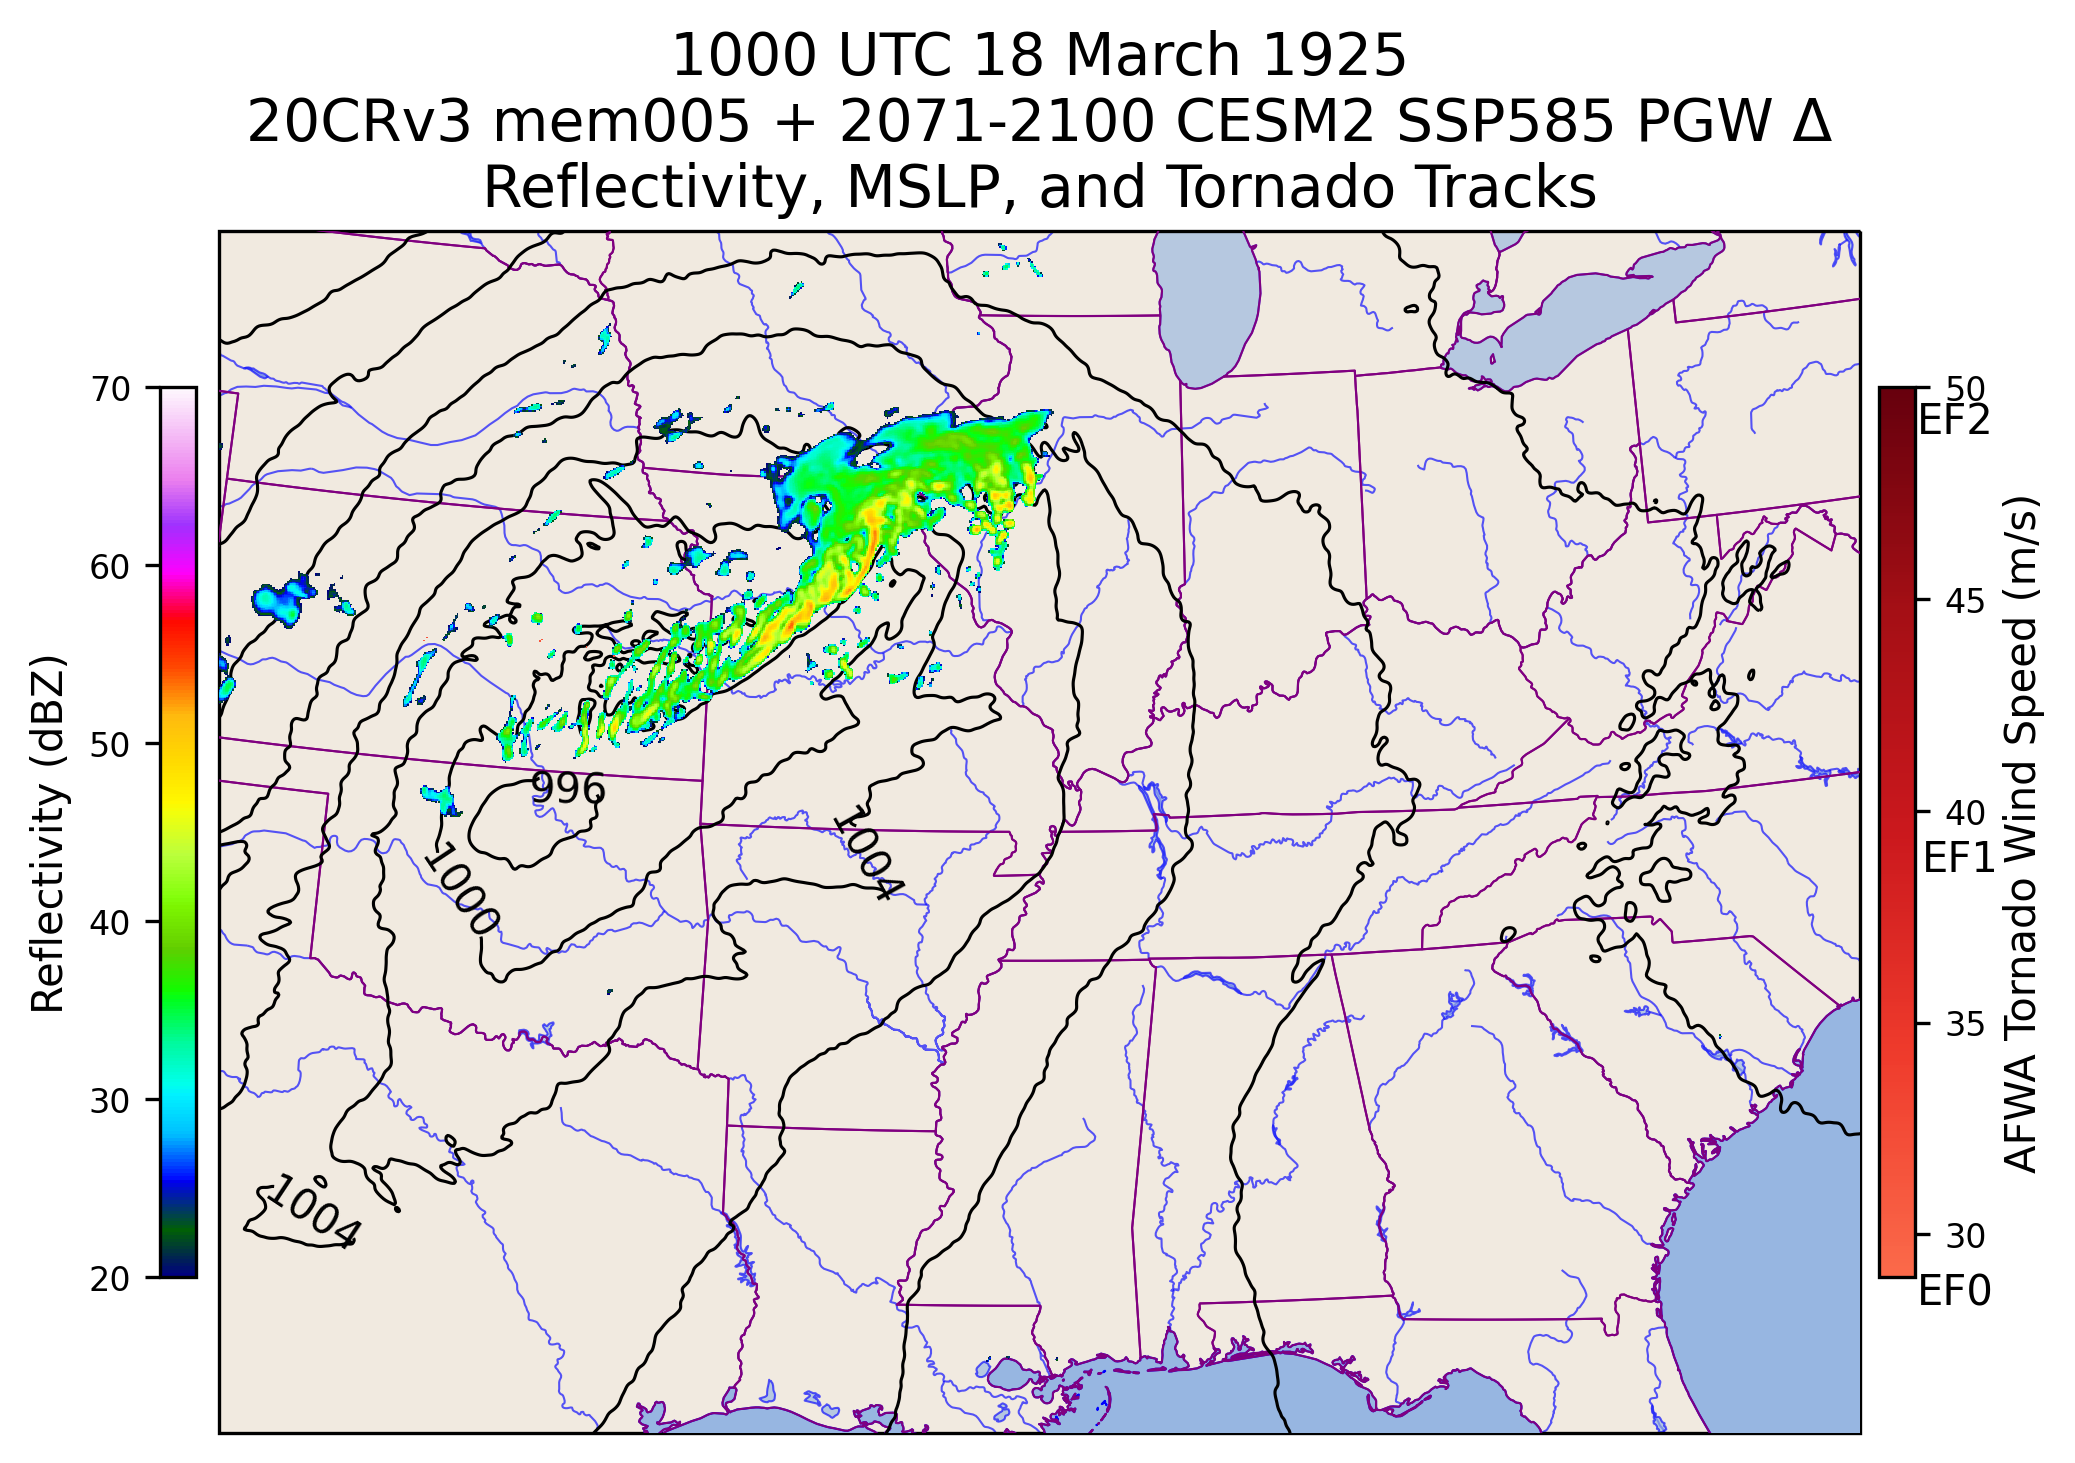 1000 UTC 18 March 1925
20CRv3 mem005 + 2071-2100 CESM2 SSP585 PGW Δ
Reflectivity, MSLP, and Tornado Tracks
Reflectivity (dBZ)
70
60
50
40
30
20
996
1000
1004
1004
50
EF2
45
40
EF1
35
30
EF0
AFWA Tornado Wind Speed (m/s)